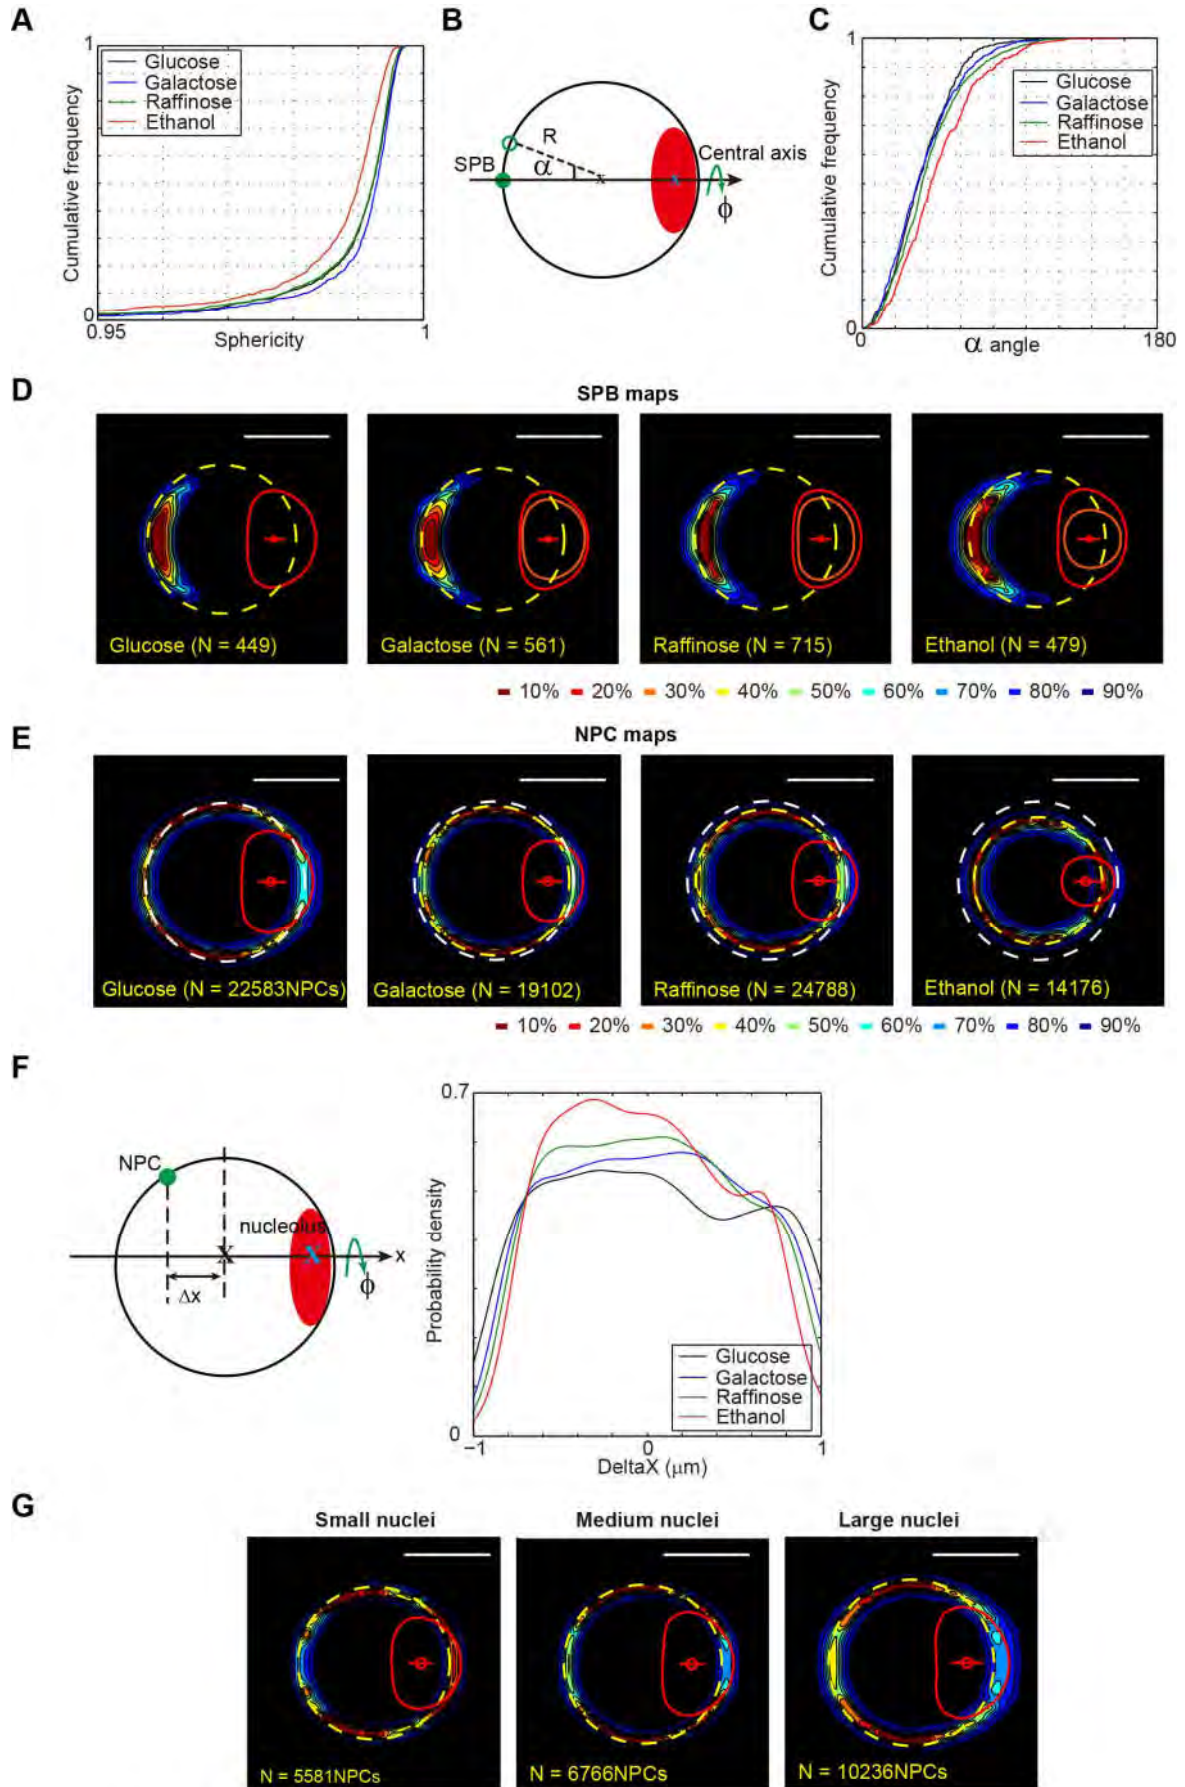 A
1
Glucose
Galactose
Raffinose
Ethanol
Cumulative frequency
0
0.95
1
Sphericity
B
R
SPB
α
x
x
Central axis
ϕ
C
1
Glucose
Galactose
Raffinose
Ethanol
Cumulative frequency
0
0
180
α angle
D
SPB maps
Glucose (N = 449)
Galactose (N = 561)
Raffinose (N = 715)
Ethanol (N = 479)
10% 20% 30% 40% 50% 60% 70% 80% 90%
E
NPC maps
Glucose (N = 22583NPCs)
Galactose (N = 19102)
Raffinose (N = 24788)
Ethanol (N = 14176)
10% 20% 30% 40% 50% 60% 70% 80% 90%
F
NPC
nucleolus
X
X
x
Δx
ϕ
0.7
Probability density
Glucose
Galactose
Raffinose
Ethanol
0
−1
0
1
DeltaX (μm)
G
Small nuclei
Medium nuclei
Large nuclei
N = 5581NPCs
N = 6766NPCs
N = 10236NPCs